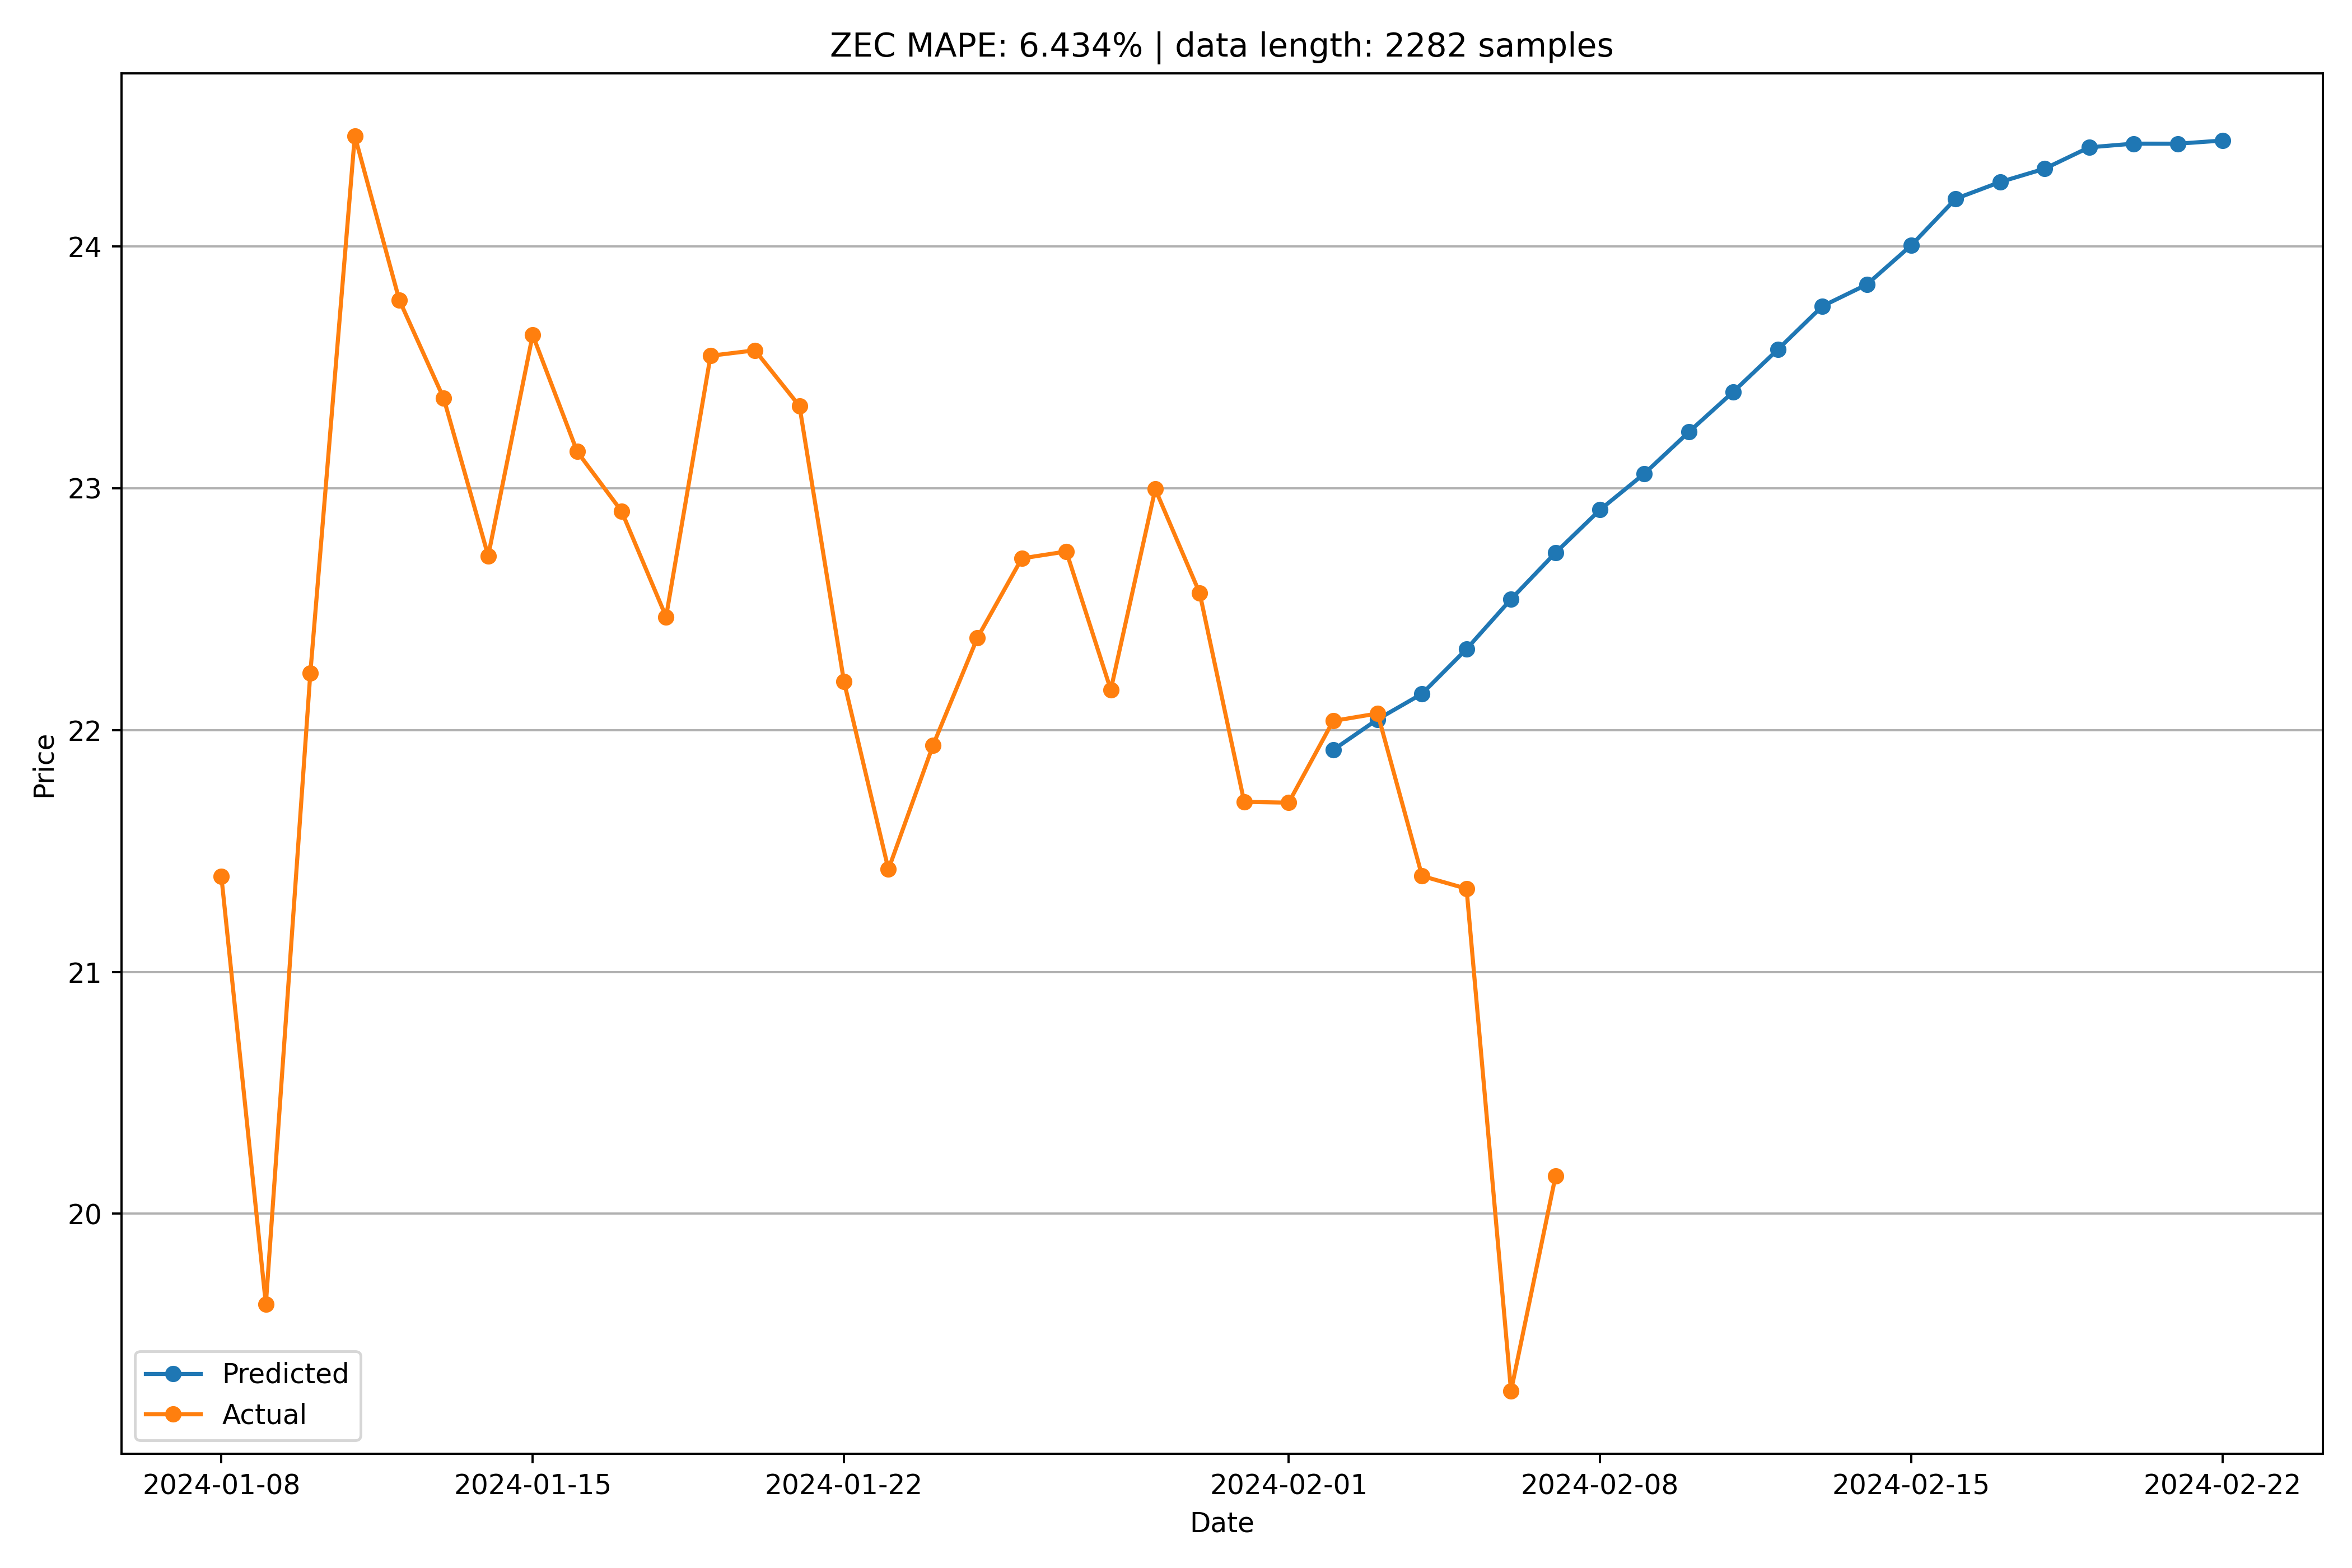 ZEC MAPE: 6.434% | data length: 2282 samples
24
23
22
21
20
Price
Predicted
Actual
2024-01-08
2024-01-15
2024-01-22
2024-02-01
2024-02-08
2024-02-15
2024-02-22
Date